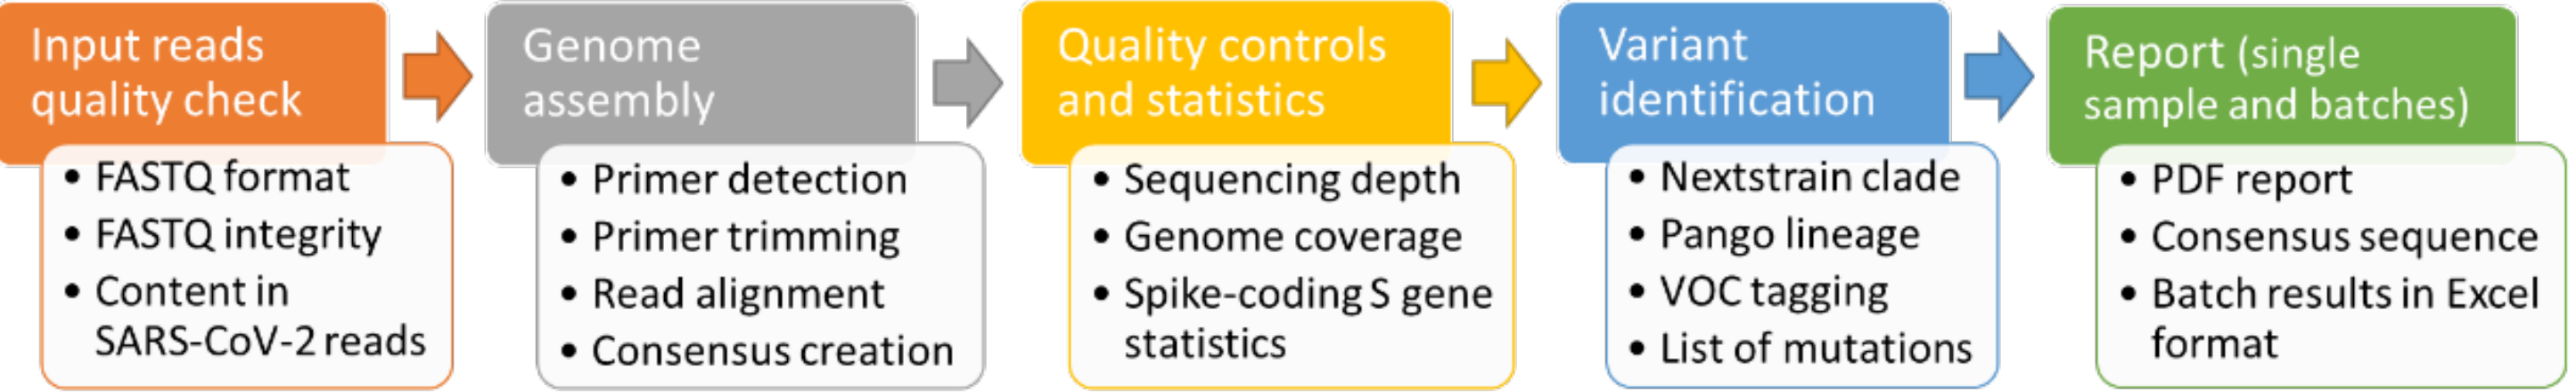 Input reads
quality check
• FASTQ format
• FASTQ integrity
• Content in
SARS-CoV-2 reads
Genome
assembly
• Primer detection
• Primer trimming
• Read alignment
• Consensus creation
Quality controls
and statistics
• Sequencing depth
• Genome coverage
• Spike-coding S gene
statistics
Variant
identification
• Nextstrain clade
• Pango lineage
• VOC tagging
• List of mutations
Report (single
sample and batches)
• PDF report
• Consensus sequence
• Batch results in Excel
format